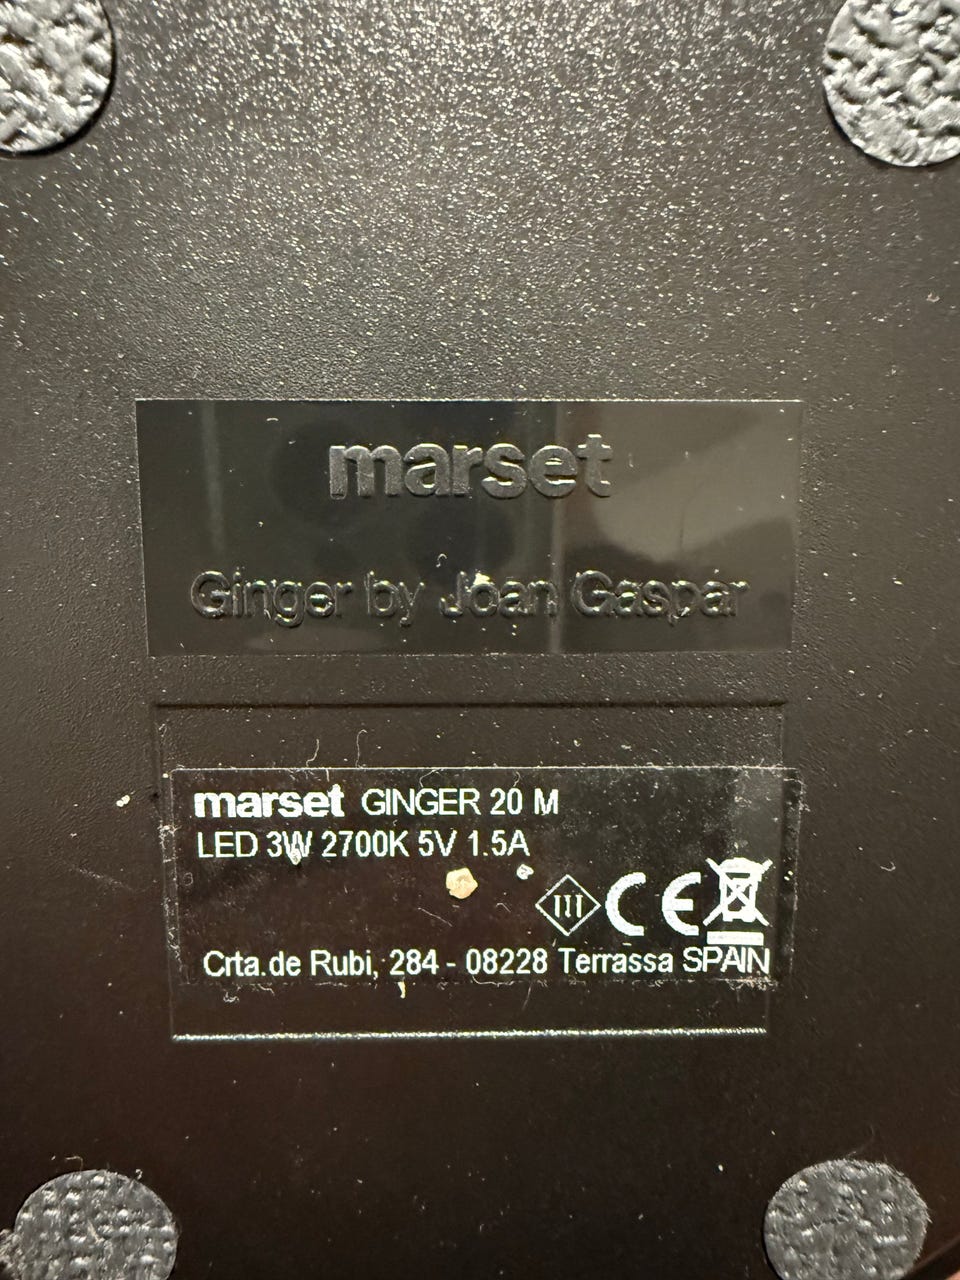 marset
Ginger by Joan Gaspar
marset GINGER 20 M
LED 3W 2700K 5V 1.5A
III CE
Crta.de Rubi, 284 - 08228 Terrassa SPAIN